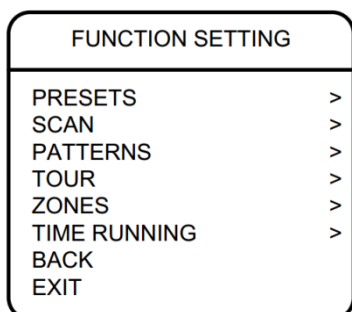 FUNCTION SETTING
PRESETS >
SCAN >
PATTERNS >
TOUR >
ZONES >
TIME RUNNING >
BACK
EXIT